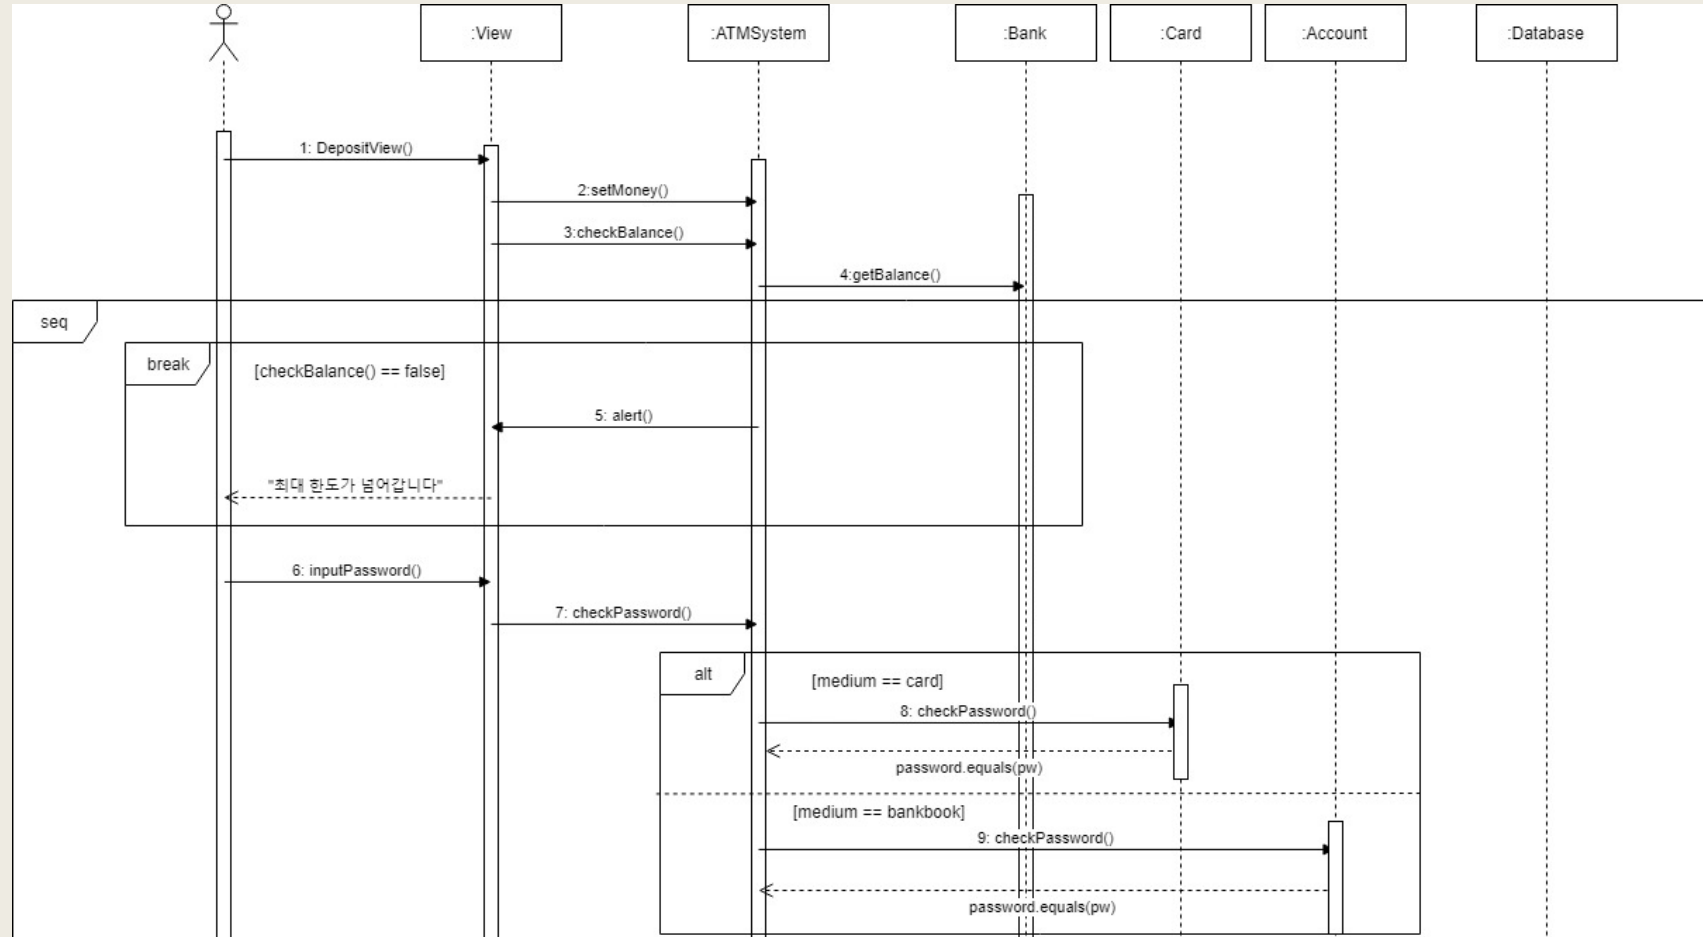 :View
:ATMSystem
:Bank
:Card
:Account
:Database
1: DepositView()
2:setMoney()
3:checkBalance()
4:getBalance()
seq
break
[checkBalance() == false]
5: alert()
"최대 한도가 넘어갑니다"
6: inputPassword()
7: checkPassword()
alt
[medium == card]
8: checkPassword()
password.equals(pw)
[medium == bankbook]
9: checkPassword()
password.equals(pw)